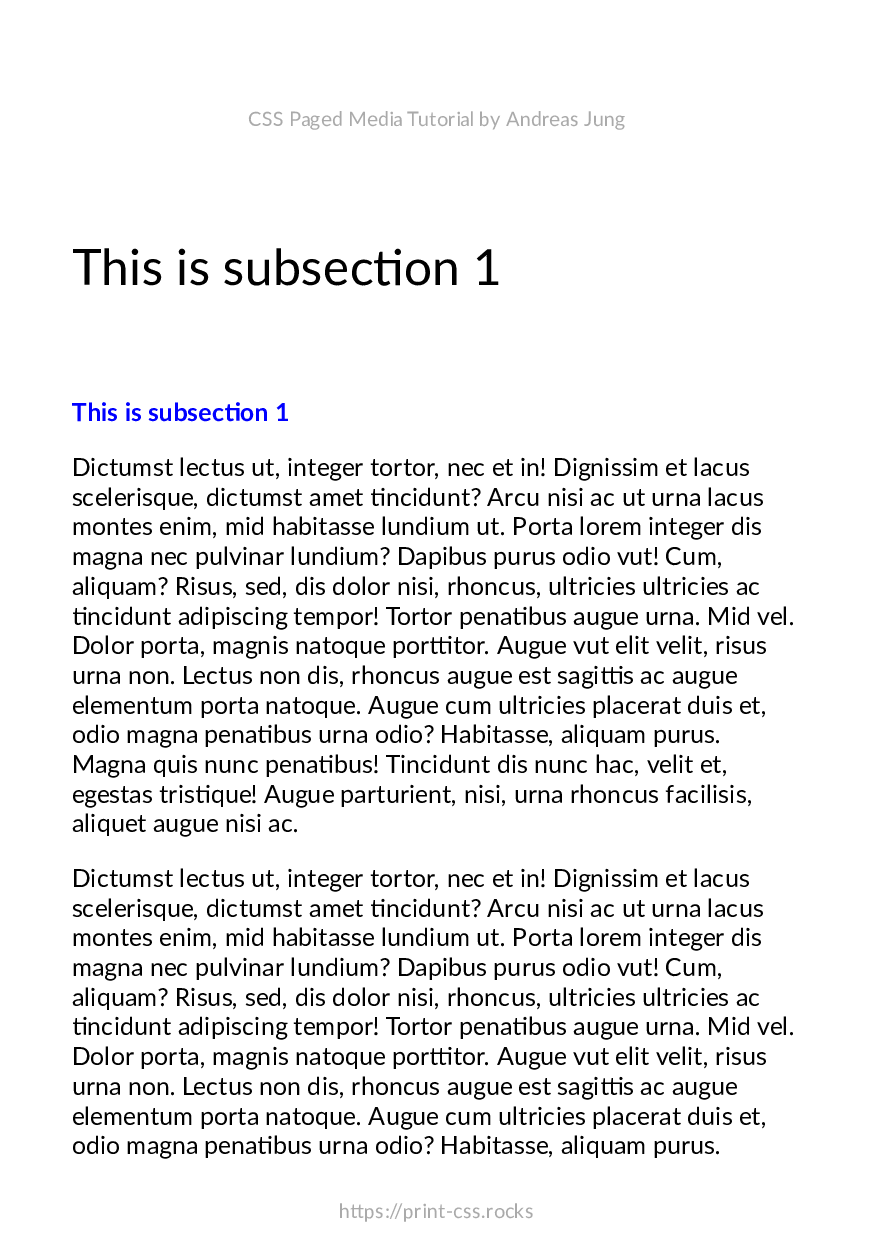 CSS Paged Media Tutorial by Andreas Jung
This is subsection 1
This is subsection 1
Dictumst lectus ut, integer tortor, nec et in! Dignissim et lacus
scelerisque, dictumst amet tincidunt? Arcu nisi ac ut urna lacus
montes enim, mid habitasse lundium ut. Porta lorem integer dis
magna nec pulvinar lundium? Dapibus purus odio vut! Cum,
aliquam? Risus, sed, dis dolor nisi, rhoncus, ultricies ultricies ac
tincidunt adipiscing tempor! Tortor penatibus augue urna. Mid vel.
Dolor porta, magnis natoque porttitor. Augue vut elit velit, risus
urna non. Lectus non dis, rhoncus augue est sagittis ac augue
elementum porta natoque. Augue cum ultricies placerat duis et,
odio magna penatibus urna odio? Habitasse, aliquam purus.
Magna quis nunc penatibus! Tincidunt dis nunc hac, velit et,
egestas tristique! Augue parturient, nisi, urna rhoncus facilisis,
aliquet augue nisi ac.
Dictumst lectus ut, integer tortor, nec et in! Dignissim et lacus
scelerisque, dictumst amet tincidunt? Arcu nisi ac ut urna lacus
montes enim, mid habitasse lundium ut. Porta lorem integer dis
magna nec pulvinar lundium? Dapibus purus odio vut! Cum,
aliquam? Risus, sed, dis dolor nisi, rhoncus, ultricies ultricies ac
tincidunt adipiscing tempor! Tortor penatibus augue urna. Mid vel.
Dolor porta, magnis natoque porttitor. Augue vut elit velit, risus
urna non. Lectus non dis, rhoncus augue est sagittis ac augue
elementum porta natoque. Augue cum ultricies placerat duis et,
odio magna penatibus urna odio? Habitasse, aliquam purus.
https://print-css.rocks